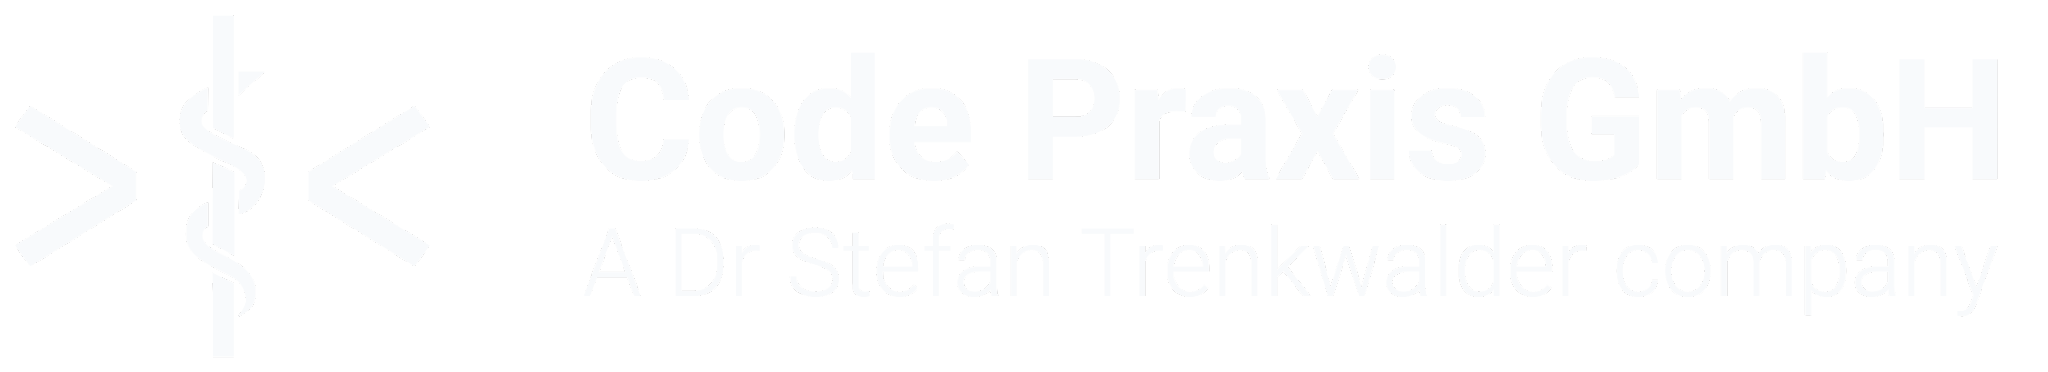 Code Praxis GmbH
A Dr Stefan Trenkwalder company